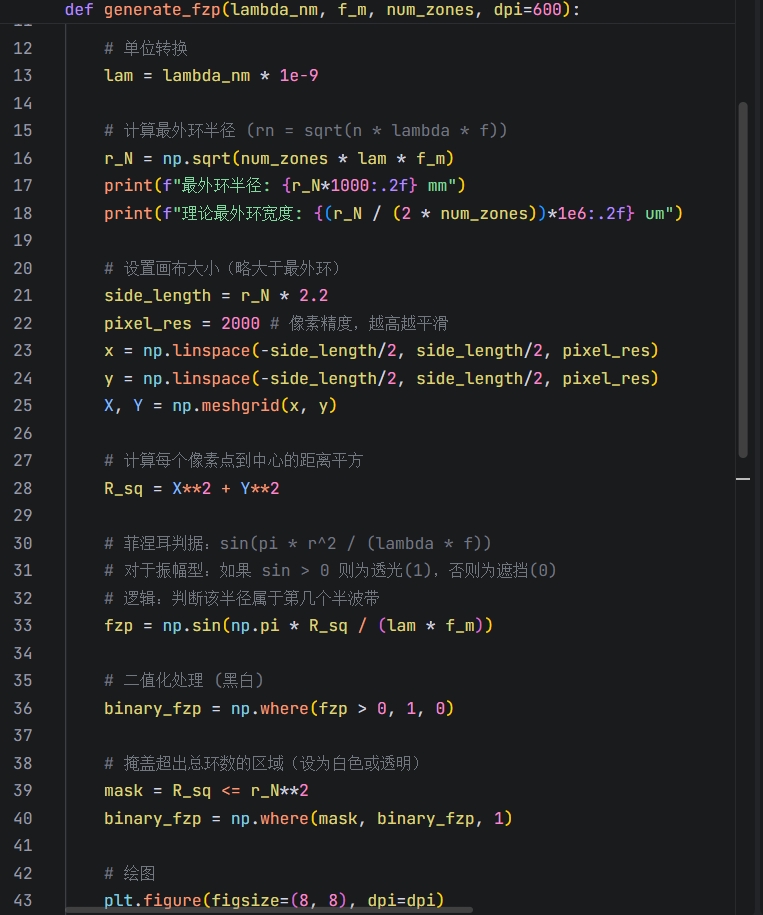 def generate_fzp(lambda_nm, f_m, num_zones, dpi=600):
12 # 单位转换
13 lam = lambda_nm * 1e-9
14
15 # 计算最外环半径 (rn = sqrt(n * lambda * f))
16 r_N = np.sqrt(num_zones * lam * f_m)
17 print(f"最外环半径: {r_N*1000:.2f} mm")
18 print(f"理论最外环宽度: {(r_N / (2 * num_zones))*1e6:.2f} um")
19
20 # 设置画布大小（略大于最外环）
21 side_length = r_N * 2.2
22 pixel_res = 2000 # 像素精度，越高越平滑
23 x = np.linspace(-side_length/2, side_length/2, pixel_res)
24 y = np.linspace(-side_length/2, side_length/2, pixel_res)
25 X, Y = np.meshgrid(x, y)
26
27 # 计算每个像素点到中心的距离平方
28 R_sq = X**2 + Y**2
29
30 # 菲涅耳判据：sin(pi * r^2 / (lambda * f))
31 # 对于振幅型：如果 sin > 0 则为透光(1)，否则为遮挡(0)
32 # 逻辑：判断该半径属于第几个半波带
33 fzp = np.sin(np.pi * R_sq / (lam * f_m))
34
35 # 二值化处理 (黑白)
36 binary_fzp = np.where(fzp > 0, 1, 0)
37
38 # 掩盖超出总环数的区域（设为白色或透明）
39 mask = R_sq <= r_N**2
40 binary_fzp = np.where(mask, binary_fzp, 1)
41
42 # 绘图
43 plt.figure(figsize=(8, 8), dpi=dpi)